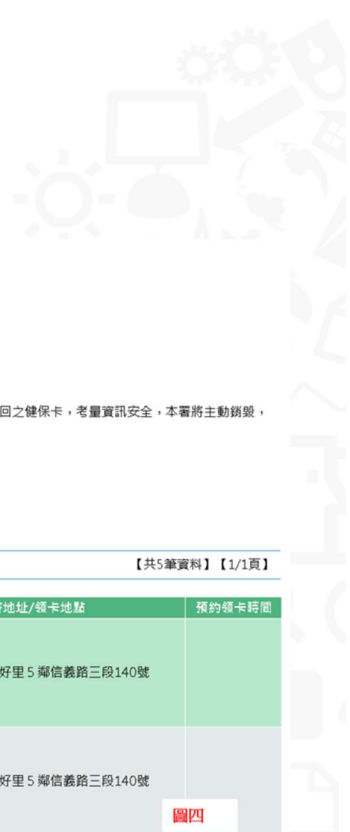 回之健保卡，考量資訊安全，本署將主動銷毀，
【共5筆資料】【1/1頁】
地址/領卡地點 預約領卡時間
好里５鄰信義路三段140號
好里５鄰信義路三段140號
圖四